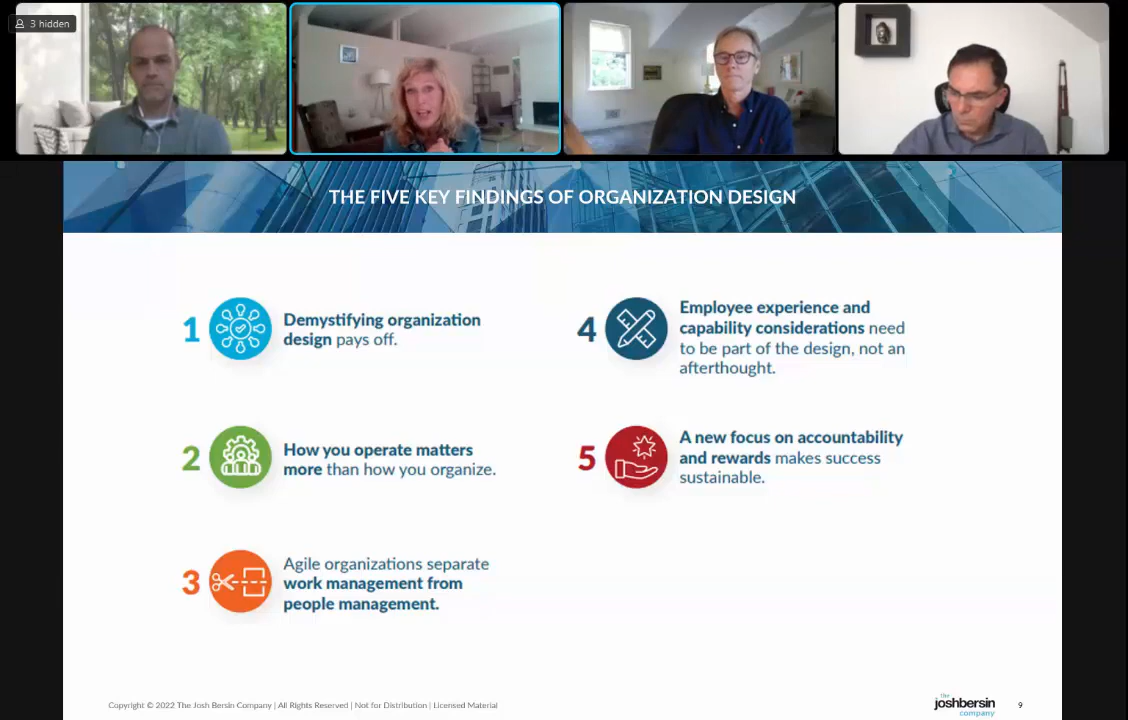 3 hidden
THE FIVE KEY FINDINGS OF ORGANIZATION DESIGN
1
Demystifying organization
design pays off.
2
How you operate matters
more than how you organize.
3
Agile organizations separate
work management from
people management.
4
Employee experience and
capability considerations need
to be part of the design, not an
afterthought.
5
A new focus on accountability
and rewards makes success
sustainable.
Copyright © 2022 The Josh Bersin Company | All Rights Reserved | Not for Distribution | Licensed Material
the
joshbersin
company
9